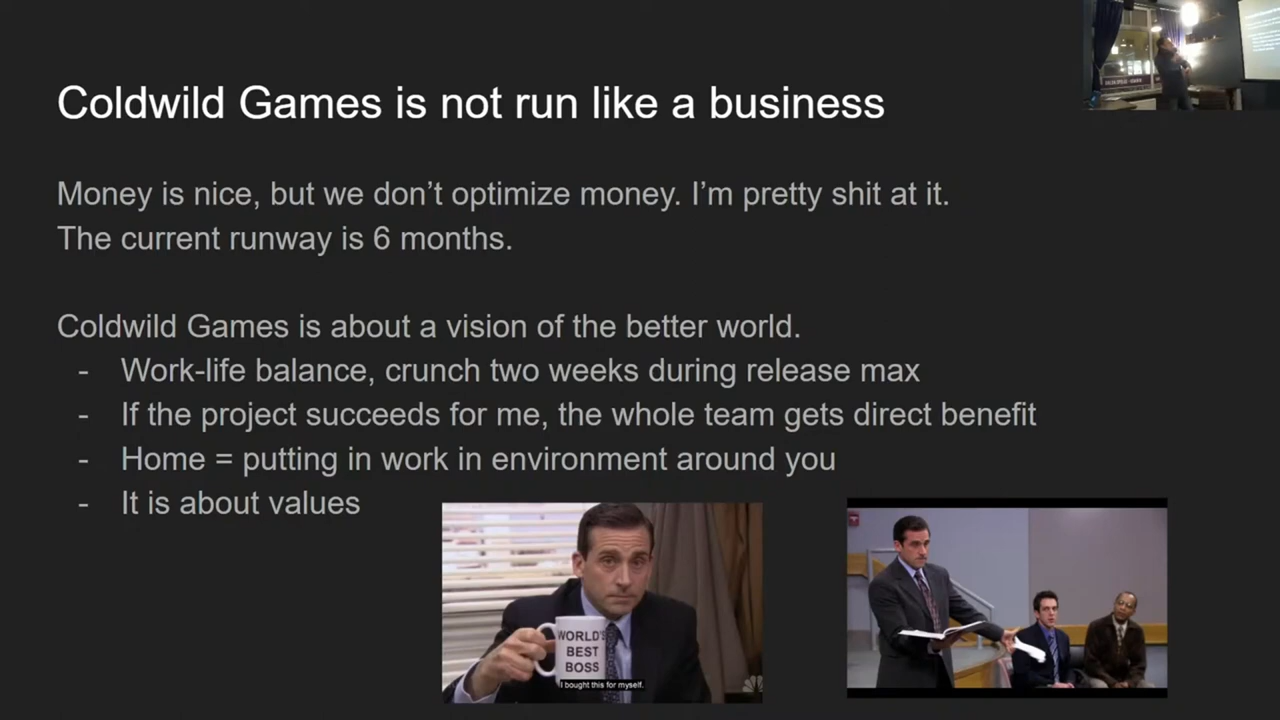 Coldwild Games is not run like a business
Money is nice, but we don’t optimize money. I’m pretty shit at it.
The current runway is 6 months.
Coldwild Games is about a vision of the better world.
- Work-life balance, crunch two weeks during release max
- If the project succeeds for me, the whole team gets direct benefit
- Home = putting in work in environment around you
- It is about values
WORLD'S
BEST
BOSS
I bought this for myself.